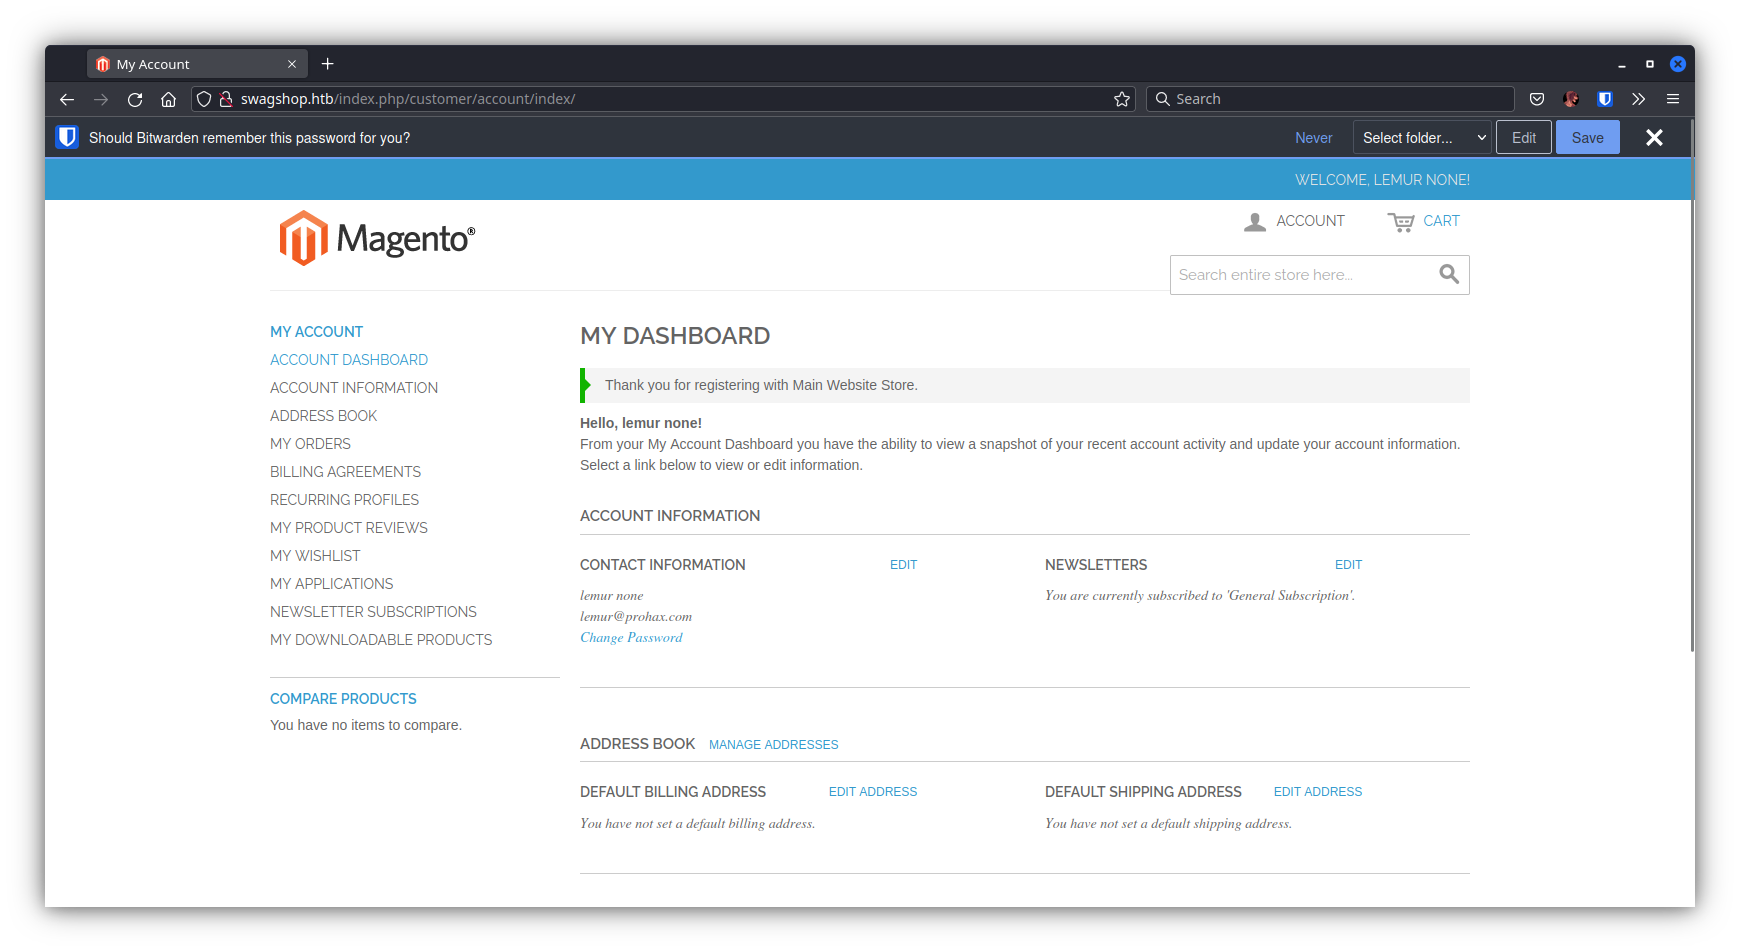 My Account
swagshop.htb/index.php/customer/account/index/
Search
Should Bitwarden remember this password for you?
Never
Select folder...
Edit
Save
WELCOME, LEMUR NONE!
Magento®
ACCOUNT
CART
Search entire store here...
MY ACCOUNT
ACCOUNT DASHBOARD
ACCOUNT INFORMATION
ADDRESS BOOK
MY ORDERS
BILLING AGREEMENTS
RECURRING PROFILES
MY PRODUCT REVIEWS
MY WISHLIST
MY APPLICATIONS
NEWSLETTER SUBSCRIPTIONS
MY DOWNLOADABLE PRODUCTS
COMPARE PRODUCTS
You have no items to compare.
MY DASHBOARD
Thank you for registering with Main Website Store.
Hello, lemur none!
From your My Account Dashboard you have the ability to view a snapshot of your recent account activity and update your account information.
Select a link below to view or edit information.
ACCOUNT INFORMATION
CONTACT INFORMATION
EDIT
lemur none
lemur@prohax.com
Change Password
NEWSLETTERS
EDIT
You are currently subscribed to 'General Subscription'.
ADDRESS BOOK
MANAGE ADDRESSES
DEFAULT BILLING ADDRESS
EDIT ADDRESS
You have not set a default billing address.
DEFAULT SHIPPING ADDRESS
EDIT ADDRESS
You have not set a default shipping address.